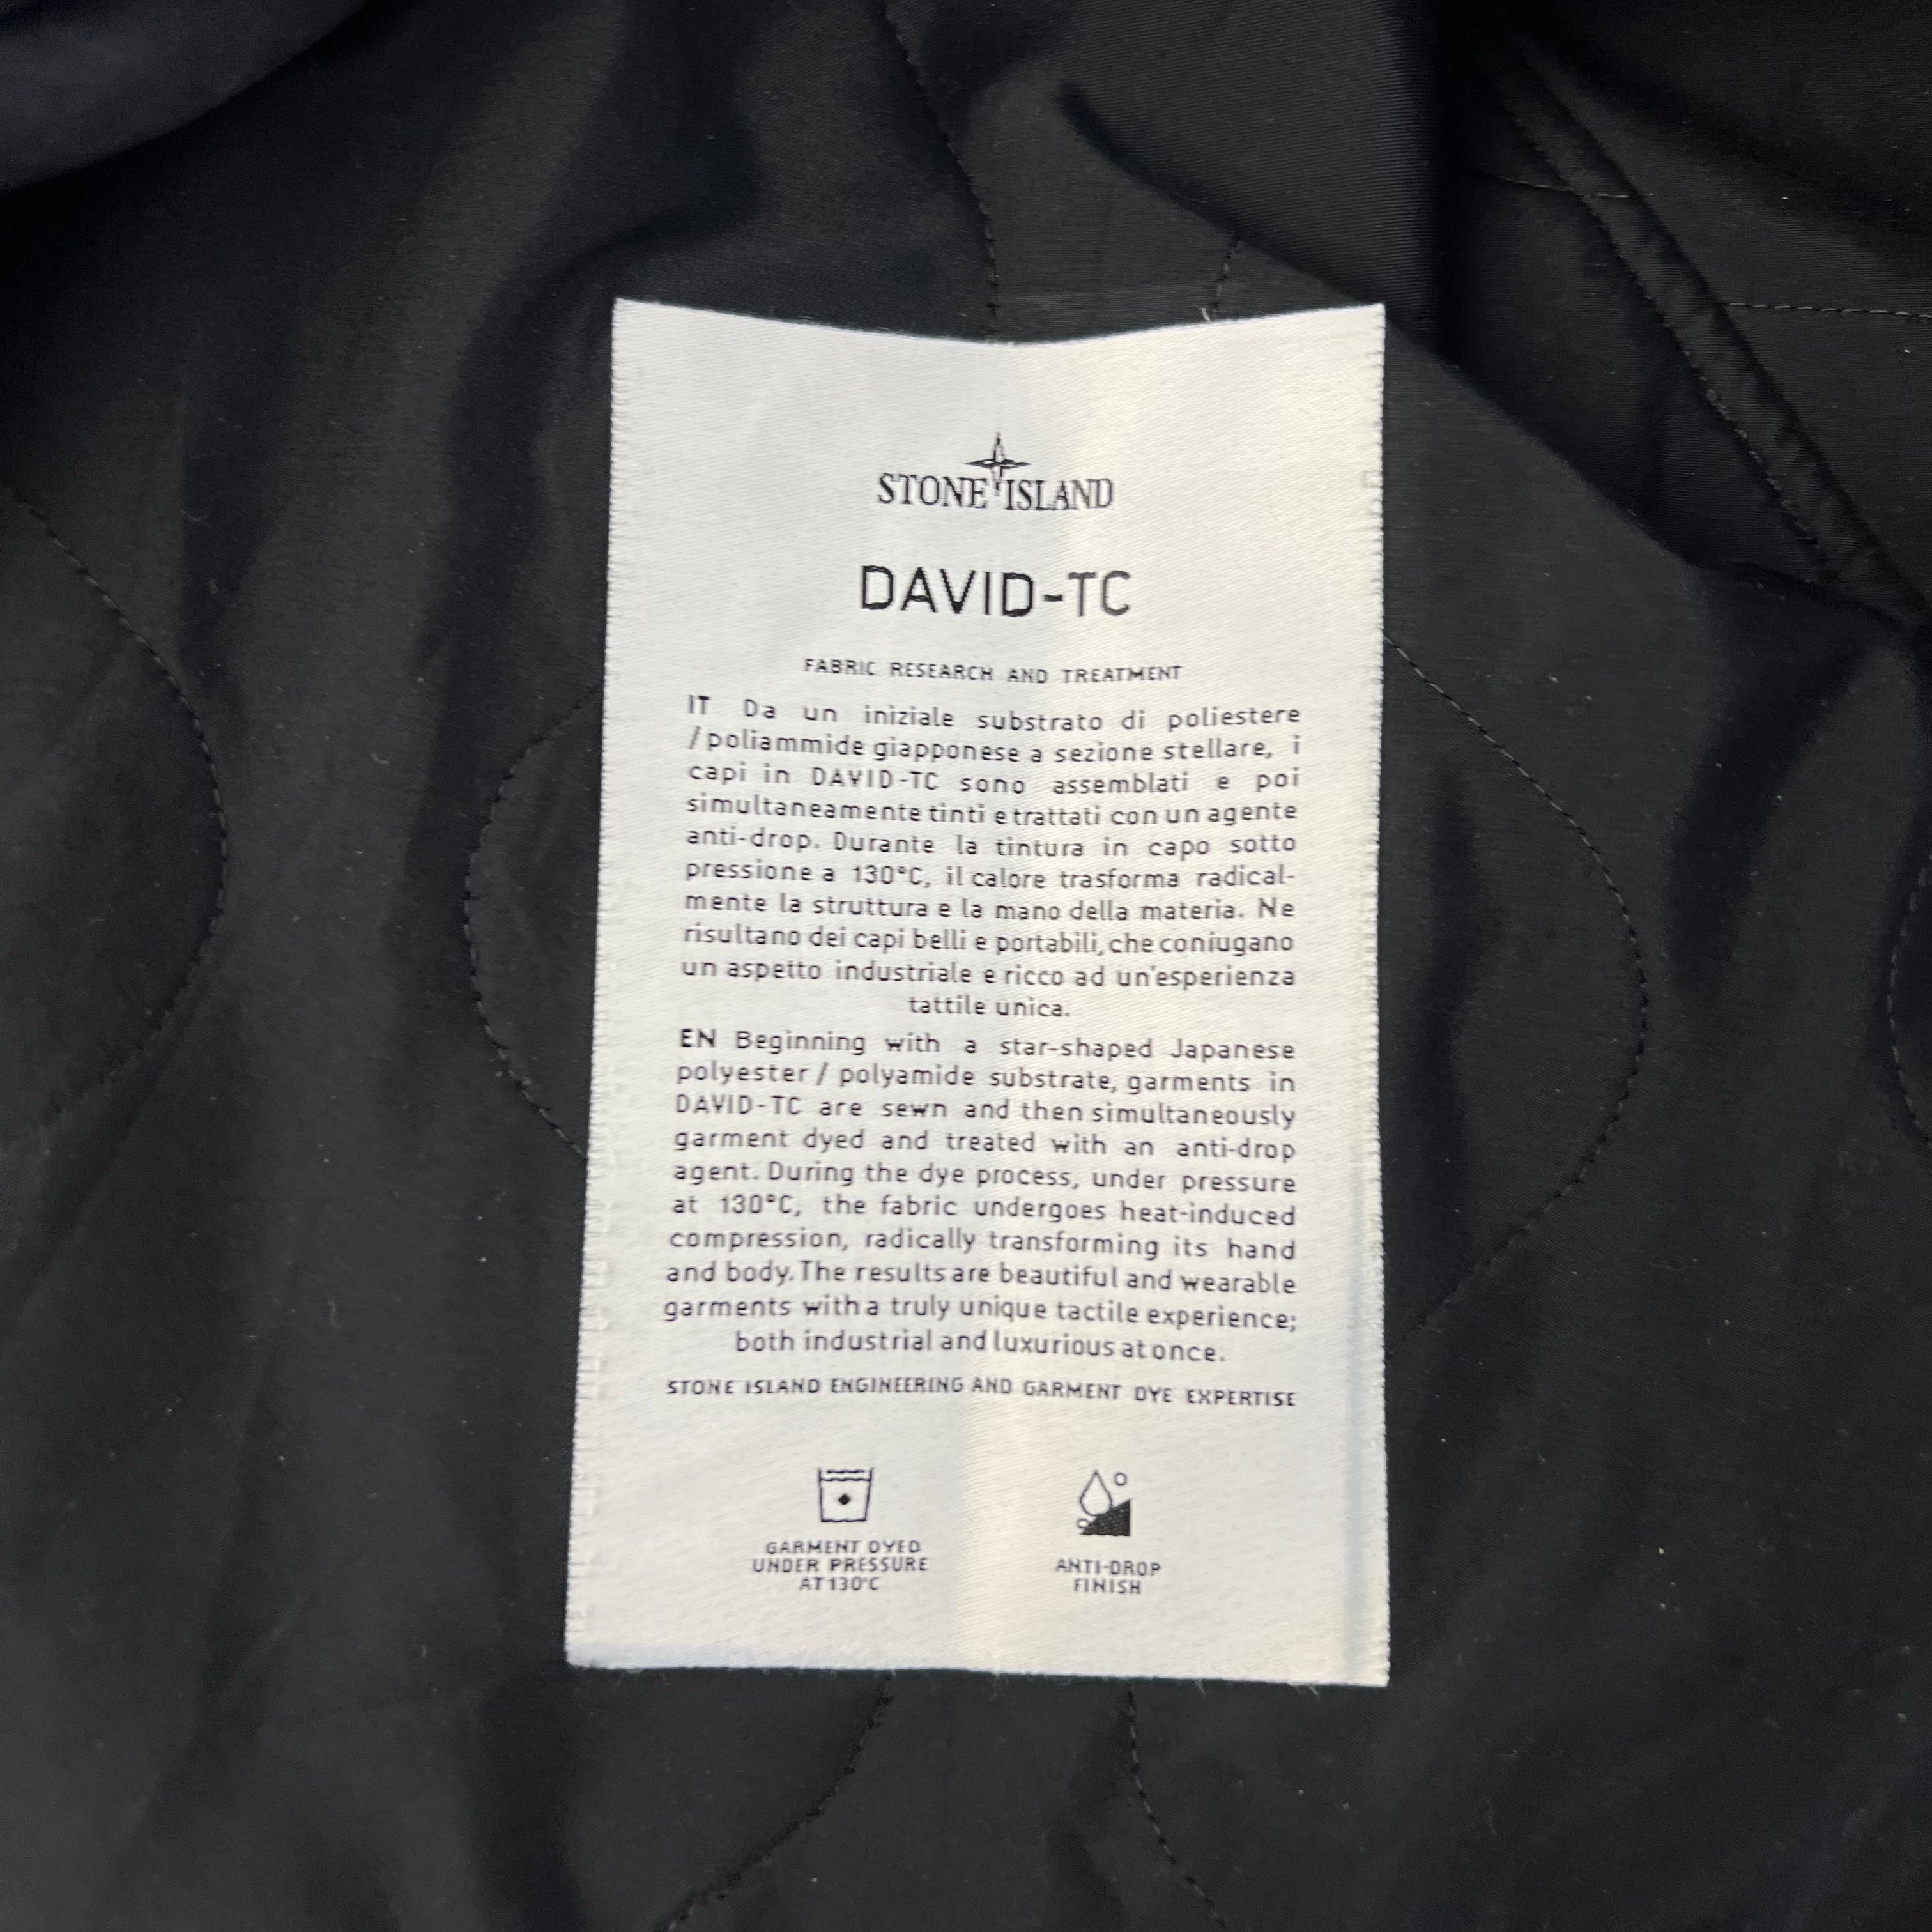 STONE ISLAND
DAVID-TC
FABRIC RESEARCH AND TREATMENT
IT Da un iniziale substrato di poliestere
/ poliammide giapponese a sezione stellare, i
capi in DAVID-TC sono assemblati e poi
simultaneamente tinti e trattati con un agente
anti-drop. Durante la tintura in capo sotto
pressione a 130°C, il calore trasforma radical-
mente la struttura e la mano della materia. Ne
risultano dei capi belli e portabili, che coniugano
un aspetto industriale e ricco ad un'esperienza
tattile unica.
EN Beginning with a star-shaped Japanese
polyester / polyamide substrate, garments in
DAVID-TC are sewn and then simultaneously
garment dyed and treated with an anti-drop
agent. During the dye process, under pressure
at 130°C, the fabric undergoes heat-induced
compression, radically transforming its hand
and body. The results are beautiful and wearable
garments with a truly unique tactile experience;
both industrial and luxurious at once.
STONE ISLAND ENGINEERING AND GARMENT DYE EXPERTISE
GARMENT DYED
UNDER PRESSURE
AT 130°C
ANTI-DROP
FINISH